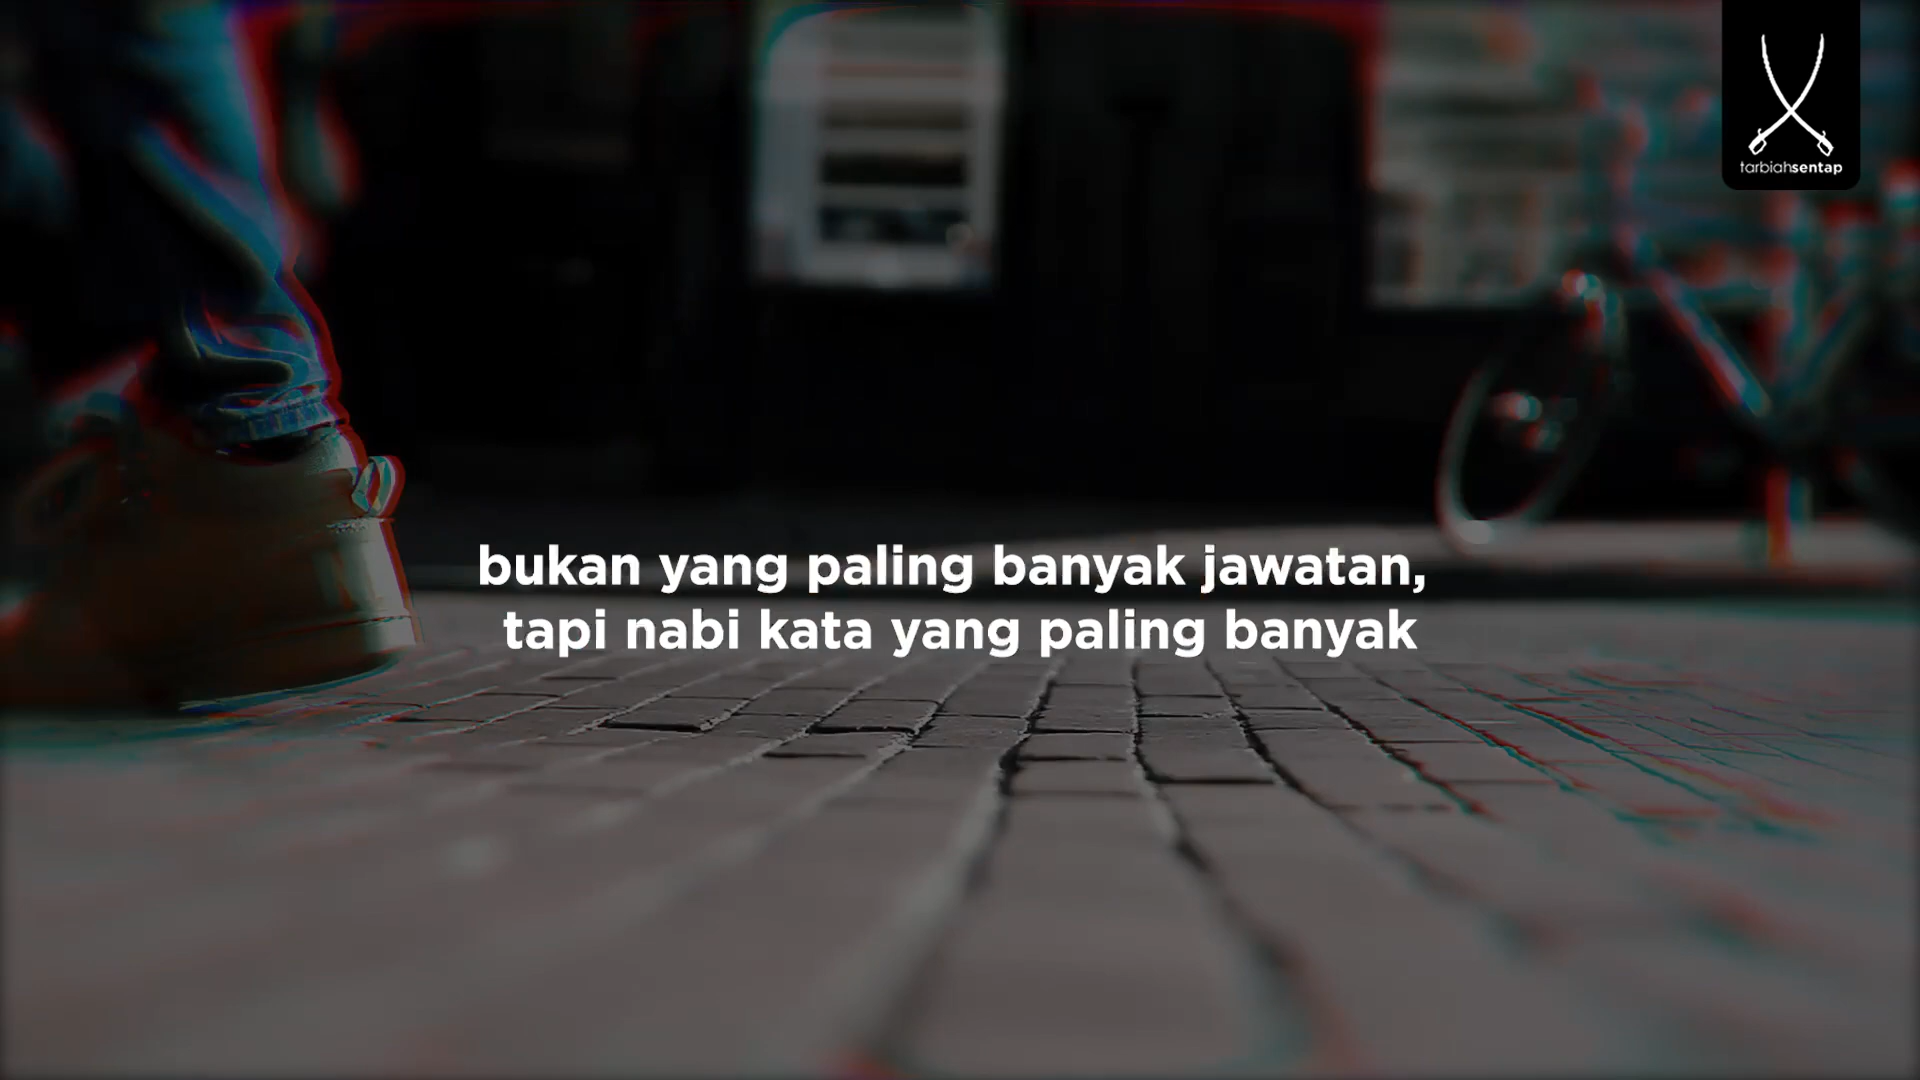 tarbiahsentap
bukan yang paling banyak jawatan,
tapi nabi kata yang paling banyak